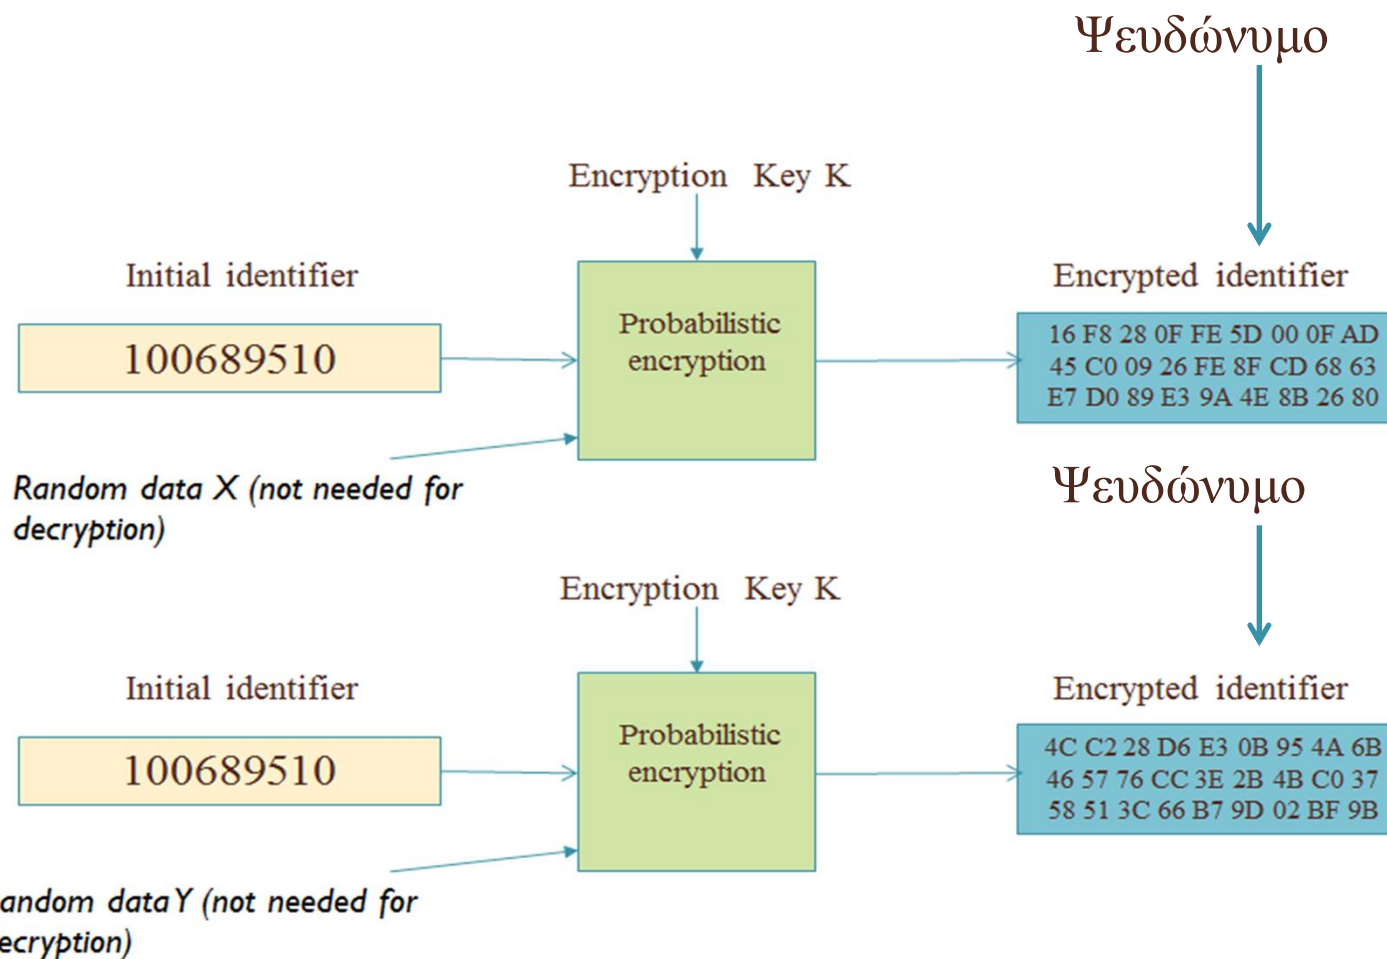 Ψευδώνυμο
Encryption Key K
Initial identifier
Encrypted identifier
100689510
Probabilistic
encryption
16 F8 28 0F FE 5D 00 0F AD
45 C0 09 26 FE 8F CD 68 63
E7 D0 89 E3 9A 4E 8B 26 80
Random data X (not needed for
decryption)
Ψευδώνυμο
Encryption Key K
Initial identifier
Encrypted identifier
100689510
Probabilistic
encryption
4C C2 28 D6 E3 0B 95 4A 6B
46 57 76 CC 3E 2B 4B C0 37
58 51 3C 66 B7 9D 02 BF 9B
andom data Y (not needed for
ecryption)